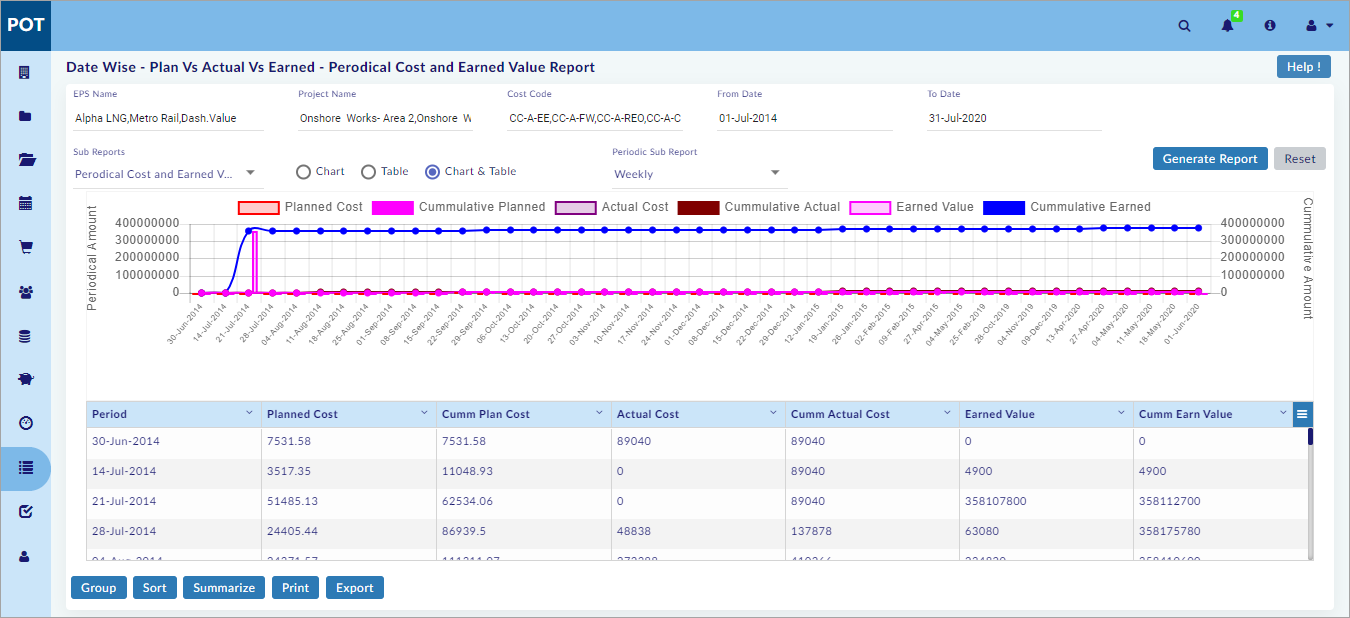 POT
4
Date Wise - Plan Vs Actual Vs Earned - Perodical Cost and Earned Value Report
Help !
EPS Name
Project Name
Cost Code
From Date
To Date
Alpha LNG,Metro Rail,Dash.Value
Onshore Works- Area 2,Onshore W
CC-A-EE,CC-A-FW,CC-A-REO,CC-A-C
01-Jul-2014
31-Jul-2020
Sub Reports
Perodical Cost and Earned V...
Chart
Table
Chart & Table
Periodic Sub Report
Weekly
Generate Report
Reset
Planned Cost
Cummulative Planned
Actual Cost
Cummulative Actual
Earned Value
Cummulative Earned
Periodical Amount
400000000
300000000
200000000
100000000
0
400000000
300000000
200000000
100000000
0
Cummulative Amount
30-Jun-2014
14-Jul-2014
21-Jul-2014
28-Jul-2014
04-Aug-2014
11-Aug-2014
18-Aug-2014
25-Aug-2014
01-Sep-2014
08-Sep-2014
15-Sep-2014
22-Sep-2014
29-Sep-2014
06-Oct-2014
13-Oct-2014
20-Oct-2014
27-Oct-2014
03-Nov-2014
10-Nov-2014
17-Nov-2014
24-Nov-2014
01-Dec-2014
08-Dec-2014
15-Dec-2014
22-Dec-2014
29-Dec-2014
12-Jan-2015
19-Jan-2015
26-Jan-2015
02-Feb-2015
09-Feb-2015
27-Apr-2015
04-May-2015
25-Feb-2019
28-Oct-2019
04-Nov-2019
09-Dec-2019
13-Apr-2020
27-Apr-2020
04-May-2020
11-May-2020
18-May-2020
01-Jun-2020
Period
Planned Cost
Cumm Plan Cost
Actual Cost
Cumm Actual Cost
Earned Value
Cumm Earn Value
30-Jun-2014 7531.58 7531.58 89040 89040 0 0
14-Jul-2014 3517.35 11048.93 0 89040 4900 4900
21-Jul-2014 51485.13 62534.06 0 89040 358107800 358112700
28-Jul-2014 24405.44 86939.5 48838 137878 63080 358175780
Group
Sort
Summarize
Print
Export